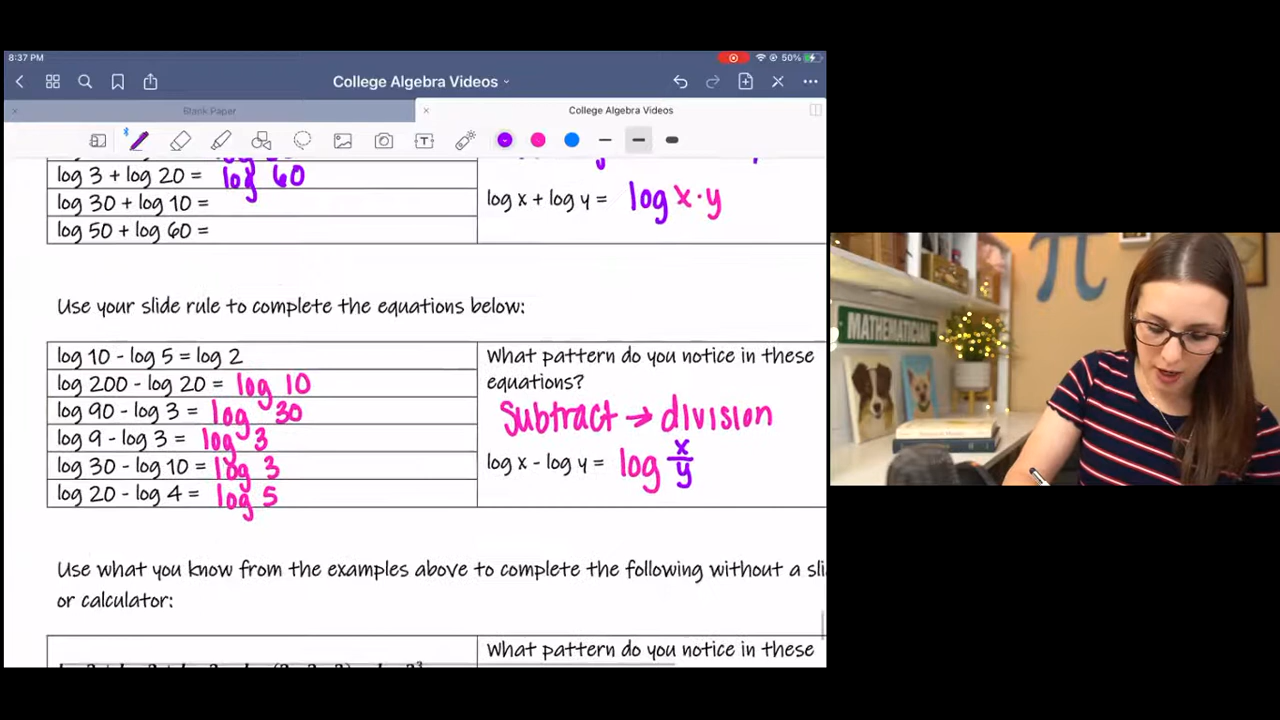 8:37 PM
50%
College Algebra Videos
Blank Paper
College Algebra Videos
log 3 + log 20 = log 60
log 30 + log 10 =
log 50 + log 60 =
log x + log y = log x · y
Use your slide rule to complete the equations below:
log 10 - log 5 = log 2
log 200 - log 20 = log 10
log 90 - log 3 = log 30
log 9 - log 3 = log 3
log 30 - log 10 = log 3
log 20 - log 4 = log 5
What pattern do you notice in these
equations?
Subtract → division
log x - log y = log x/y
MATHEMATICIAN
Use what you know from the examples above to complete the following without a
or calculator:
What pattern do you notice in these